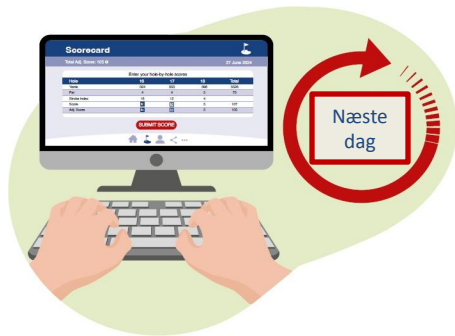 Scorecard
Total Adj. Score: 105
27 June 2024
Enter your hole-by-hole scores
Hole 16 17 18 Total
Par
Stroke Index
Score
Adj. Score
SUBMIT SCORE
Næste
dag